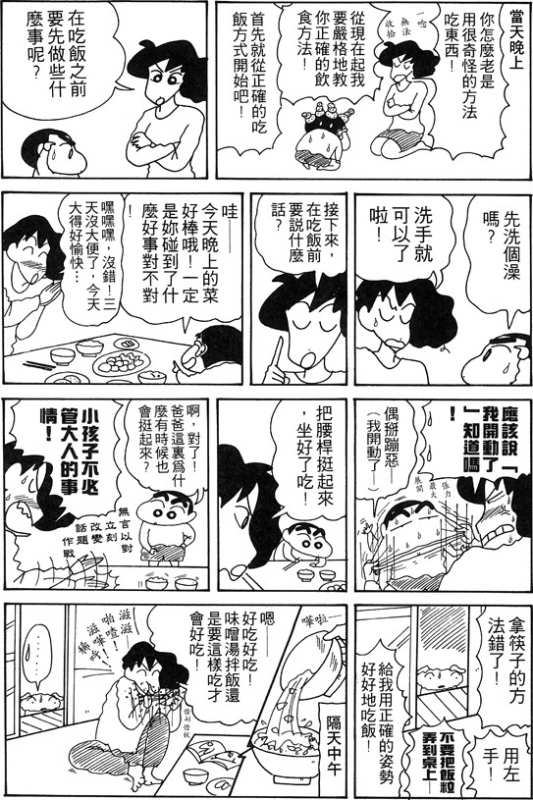 當天晚上
你怎麼老是
用很奇怪的方法
吃東西!
一啪
無法
收拾
從現在起我
要嚴格地教
你正確的飲
食方法!
首先就從正確的吃
飯方式開始吧!
在吃飯之前
要先做些什
麼事呢?
先洗個澡
嗎?
洗手就
可以了
啦!
接下來,
在吃飯前
要說什麼
話?
哇——
今天晚上的菜
好棒哦!一定
是妳碰到了什
麼好事對不對
!
嘿嘿嘿,沒錯!三
天沒大便了,今天
大得好愉快…
應該說「
我開動了
」知道嗎
!
張力
最大
展開
偶掰蹦惡—
(我開動了—
把腰桿挺起來
,坐好了吃!
啊,對了!
爸爸這裏爲什
麼有時候也
會挺起來?
無言以對
立刻
改變
話題
作戰
小孩子不必
管大人的事
情!
拿筷子的方
法錯了!
用左
手!
不要把飯粒
弄到桌上—
給我用正確的姿勢
好好地吃飯!
隔天中午
嘩啦
嗯——
好吃好吃!
味噌湯拌飯還
是要這樣吃才
會好吃!
滋滋
啪喳
嘩啦
……